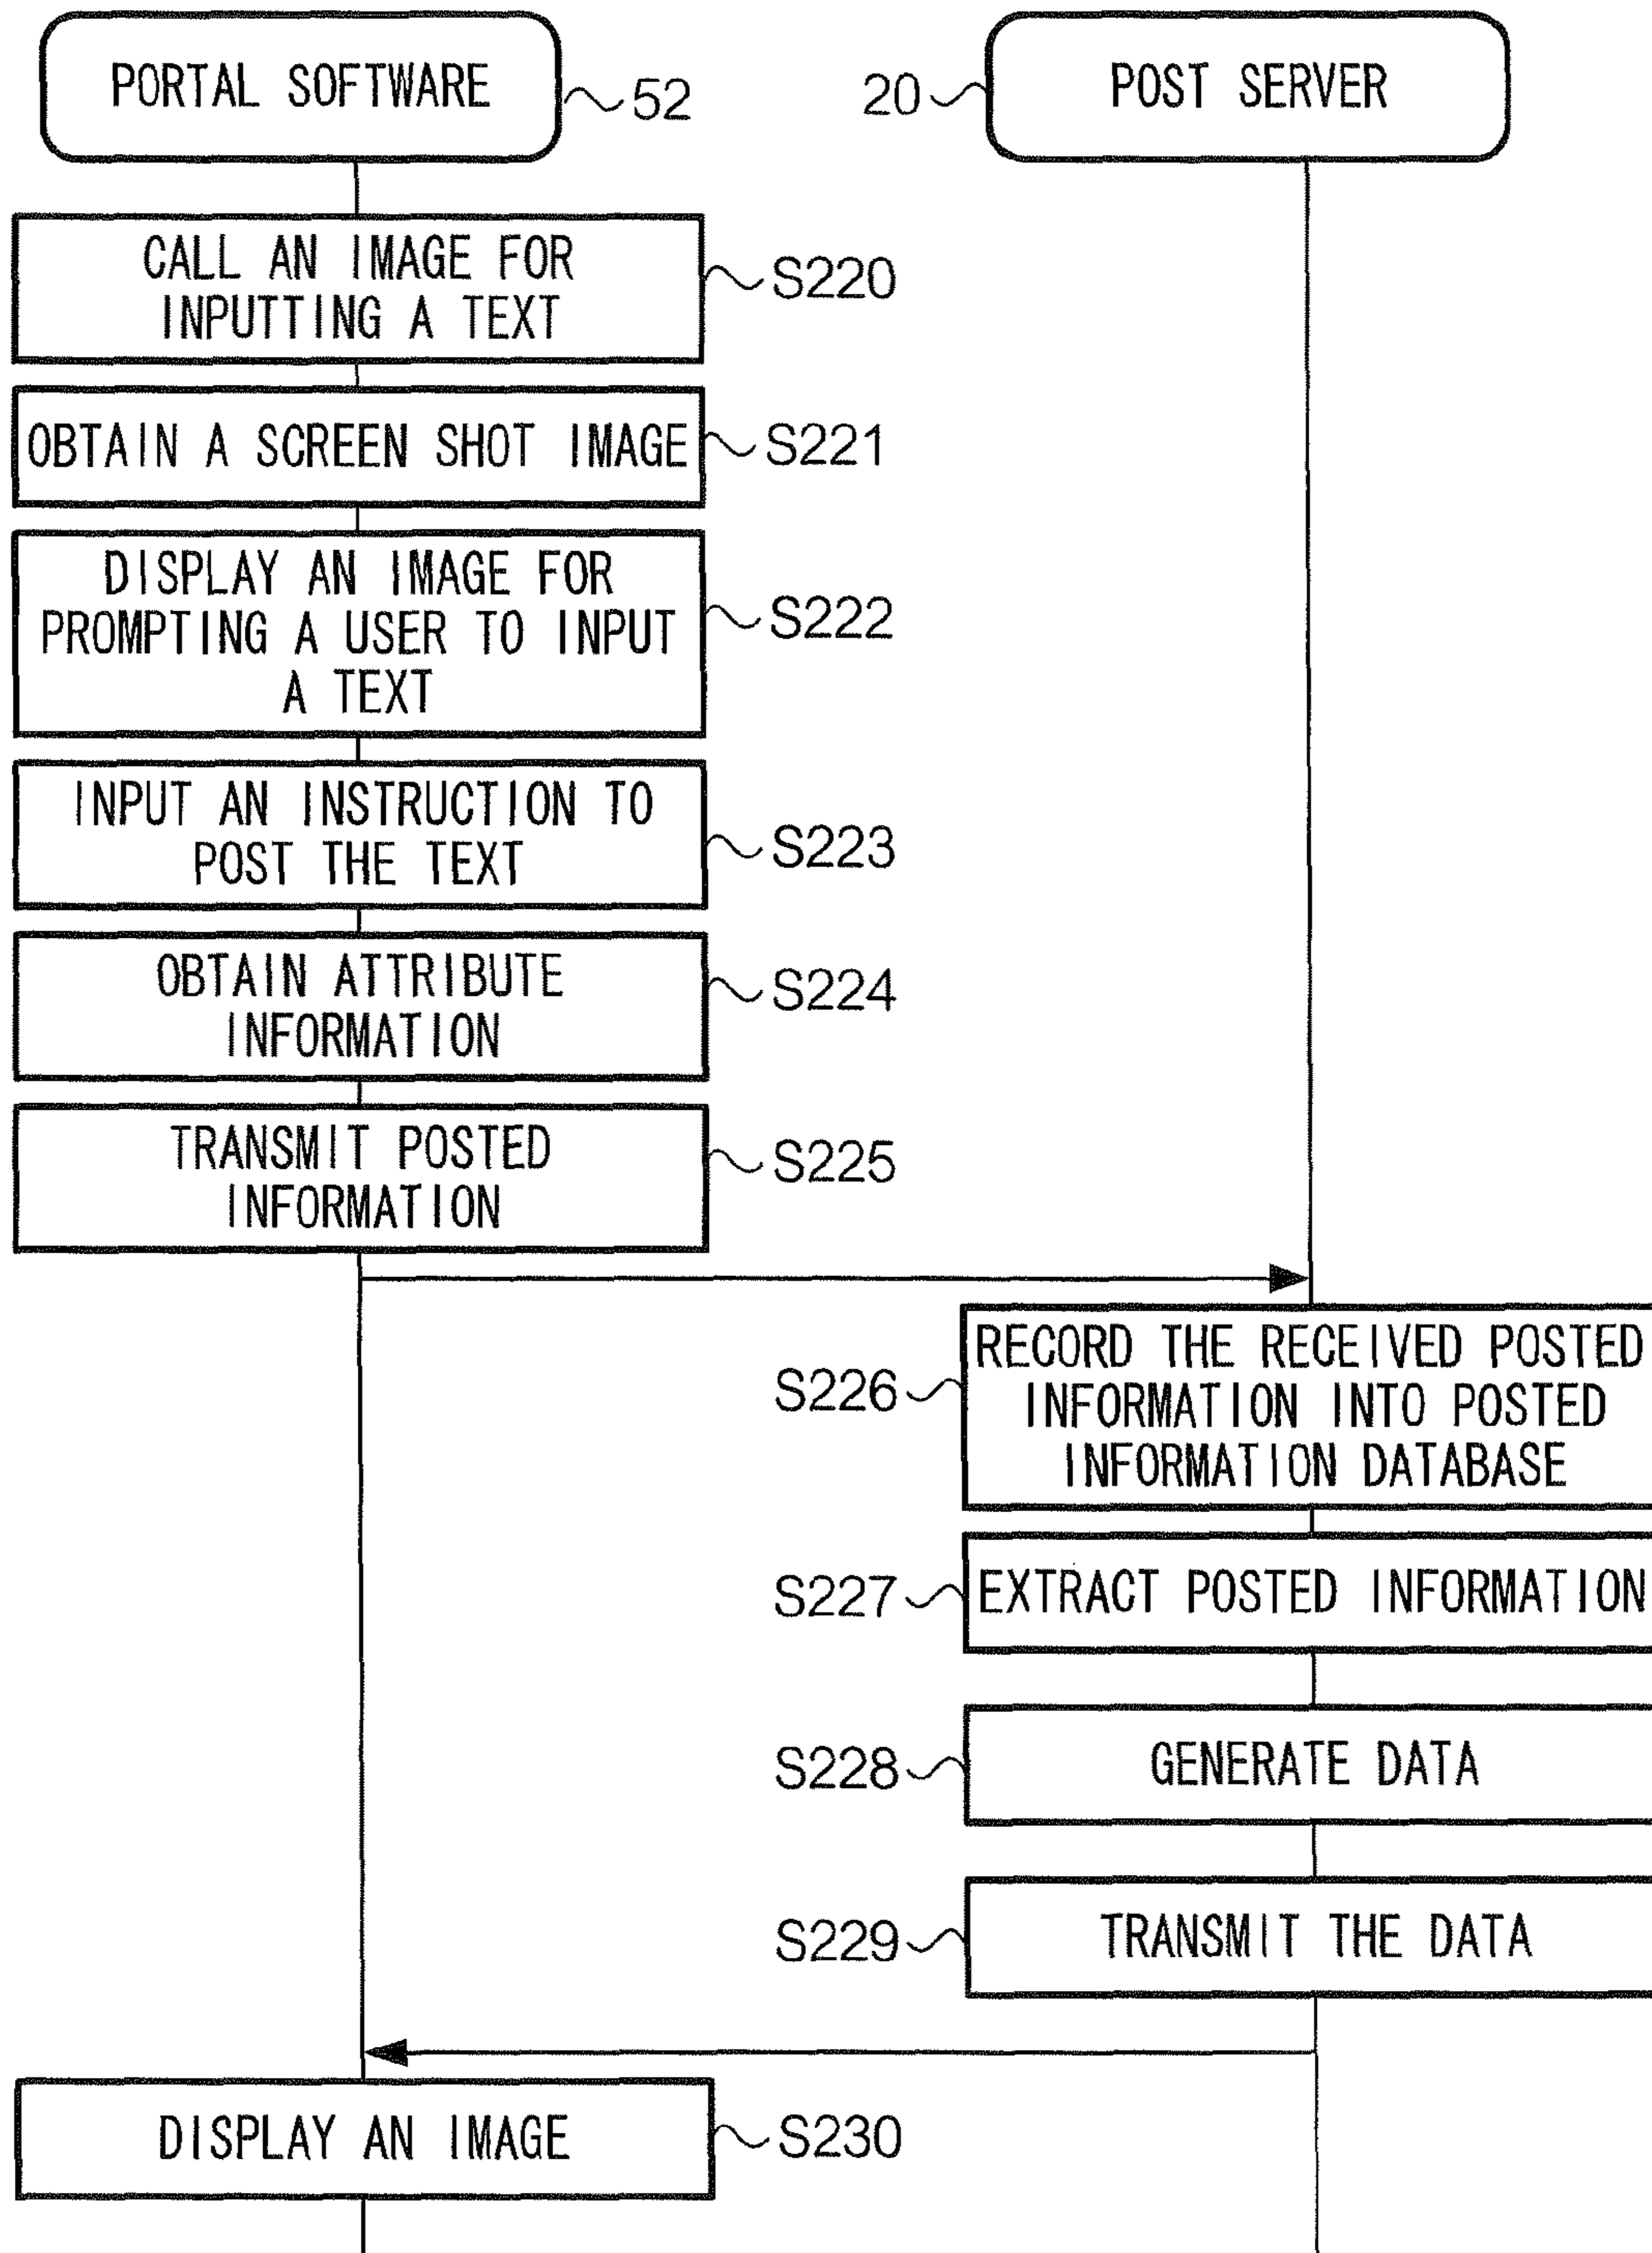 PORTAL SOFTWARE
52
20
POST SERVER
CALL AN IMAGE FOR
INPUTTING A TEXT
S220
OBTAIN A SCREEN SHOT IMAGE
S221
DISPLAY AN IMAGE FOR
PROMPTING A USER TO INPUT
A TEXT
S222
INPUT AN INSTRUCTION TO
POST THE TEXT
S223
OBTAIN ATTRIBUTE
INFORMATION
S224
TRANSMIT POSTED
INFORMATION
S225
S226
RECORD THE RECEIVED POSTED
INFORMATION INTO POSTED
INFORMATION DATABASE
S227
EXTRACT POSTED INFORMATION
S228
GENERATE DATA
S229
TRANSMIT THE DATA
DISPLAY AN IMAGE
S230